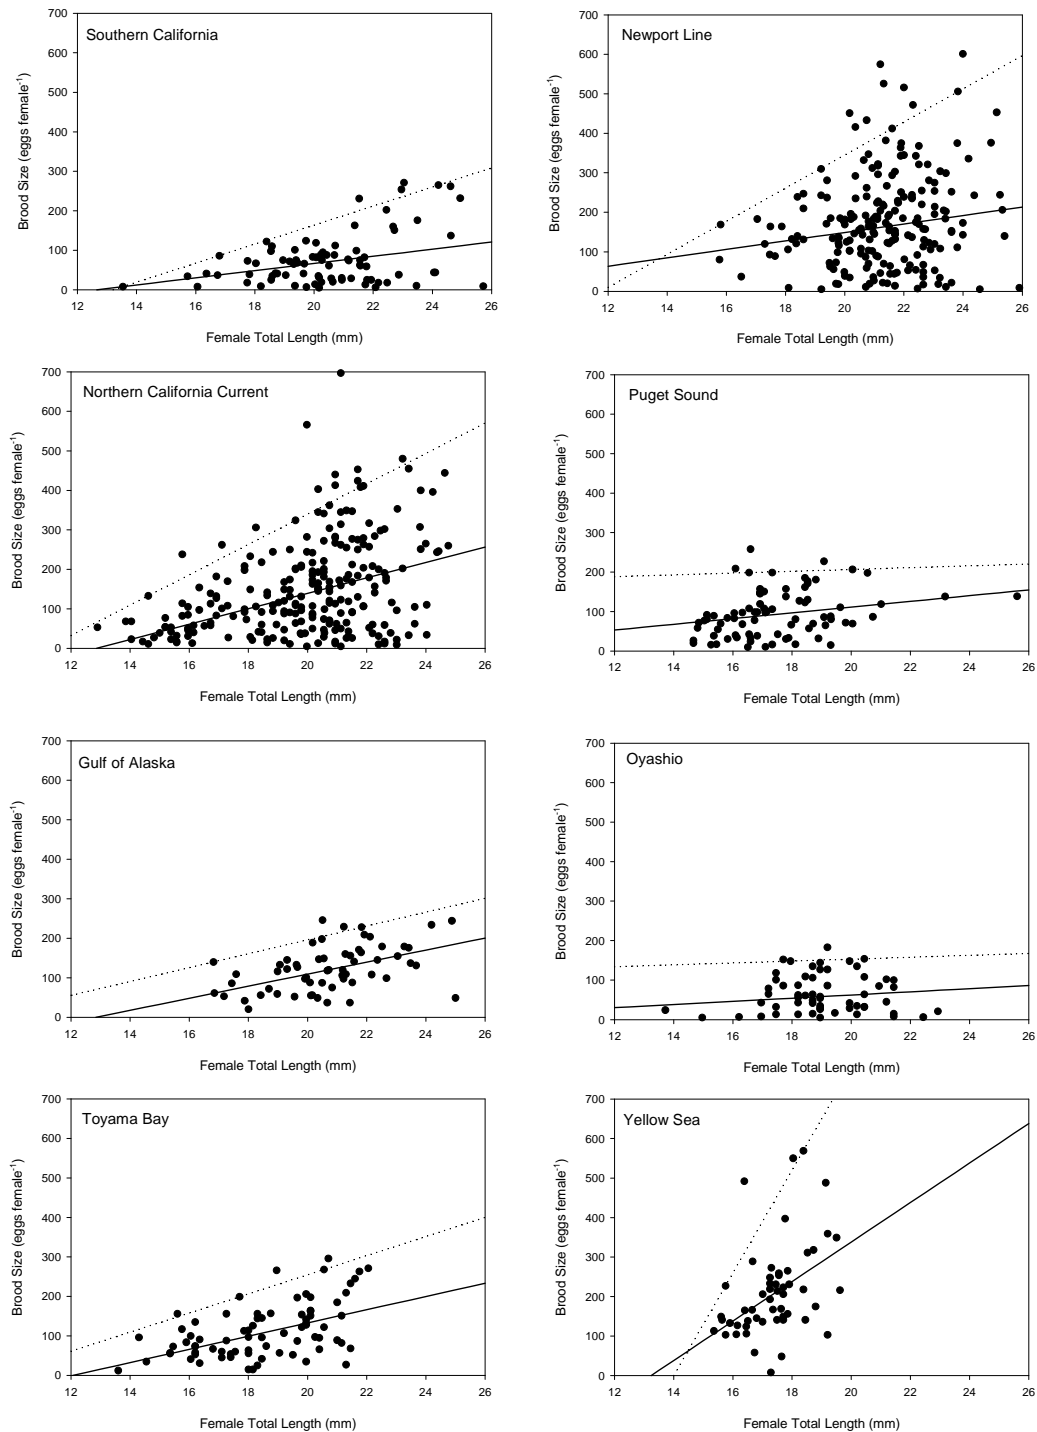 Southern California
Brood Size (eggs female-1)
700
600
500
400
300
200
100
0
12 14 16 18 20 22 24 26
Female Total Length (mm)
Newport Line
Brood Size (eggs female-1)
700
600
500
400
300
200
100
0
12 14 16 18 20 22 24 26
Female Total Length (mm)
Northern California Current
Brood Size (eggs female-1)
700
600
500
400
300
200
100
0
12 14 16 18 20 22 24 26
Female Total Length (mm)
Puget Sound
Brood Size (eggs female-1)
700
600
500
400
300
200
100
0
12 14 16 18 20 22 24 26
Female Total Length (mm)
Gulf of Alaska
Brood Size (eggs female-1)
700
600
500
400
300
200
100
0
12 14 16 18 20 22 24 26
Female Total Length (mm)
Oyashio
Brood Size (eggs female-1)
700
600
500
400
300
200
100
0
12 14 16 18 20 22 24 26
Female Total Length (mm)
Toyama Bay
Brood Size (eggs female-1)
700
600
500
400
300
200
100
0
12 14 16 18 20 22 24 26
Female Total Length (mm)
Yellow Sea
Brood Size (eggs female-1)
700
600
500
400
300
200
100
0
12 14 16 18 20 22 24 26
Female Total Length (mm)